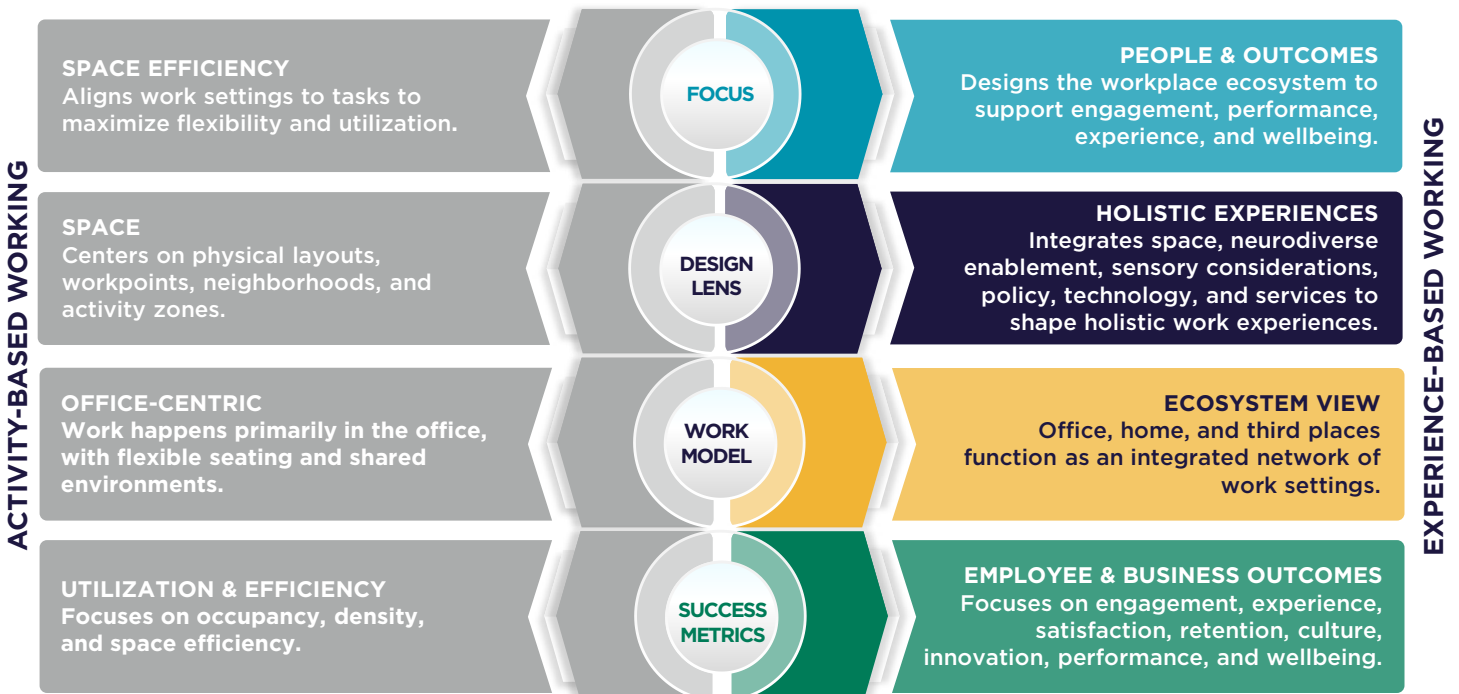 ACTIVITY-BASED WORKING
SPACE EFFICIENCY
Aligns work settings to tasks to
maximize flexibility and utilization.
FOCUS
PEOPLE & OUTCOMES
Designs the workplace ecosystem to
support engagement, performance,
experience, and wellbeing.
SPACE
Centers on physical layouts,
workpoints, neighborhoods, and
activity zones.
DESIGN
LENS
HOLISTIC EXPERIENCES
Integrates space, neurodiverse
enablement, sensory considerations,
policy, technology, and services to
shape holistic work experiences.
OFFICE-CENTRIC
Work happens primarily in the office,
with flexible seating and shared
environments.
WORK
MODEL
ECOSYSTEM VIEW
Office, home, and third places
function as an integrated network of
work settings.
UTILIZATION & EFFICIENCY
Focuses on occupancy, density,
and space efficiency.
SUCCESS
METRICS
EMPLOYEE & BUSINESS OUTCOMES
Focuses on engagement, experience,
satisfaction, retention, culture,
innovation, performance, and wellbeing.
EXPERIENCE-BASED WORKING